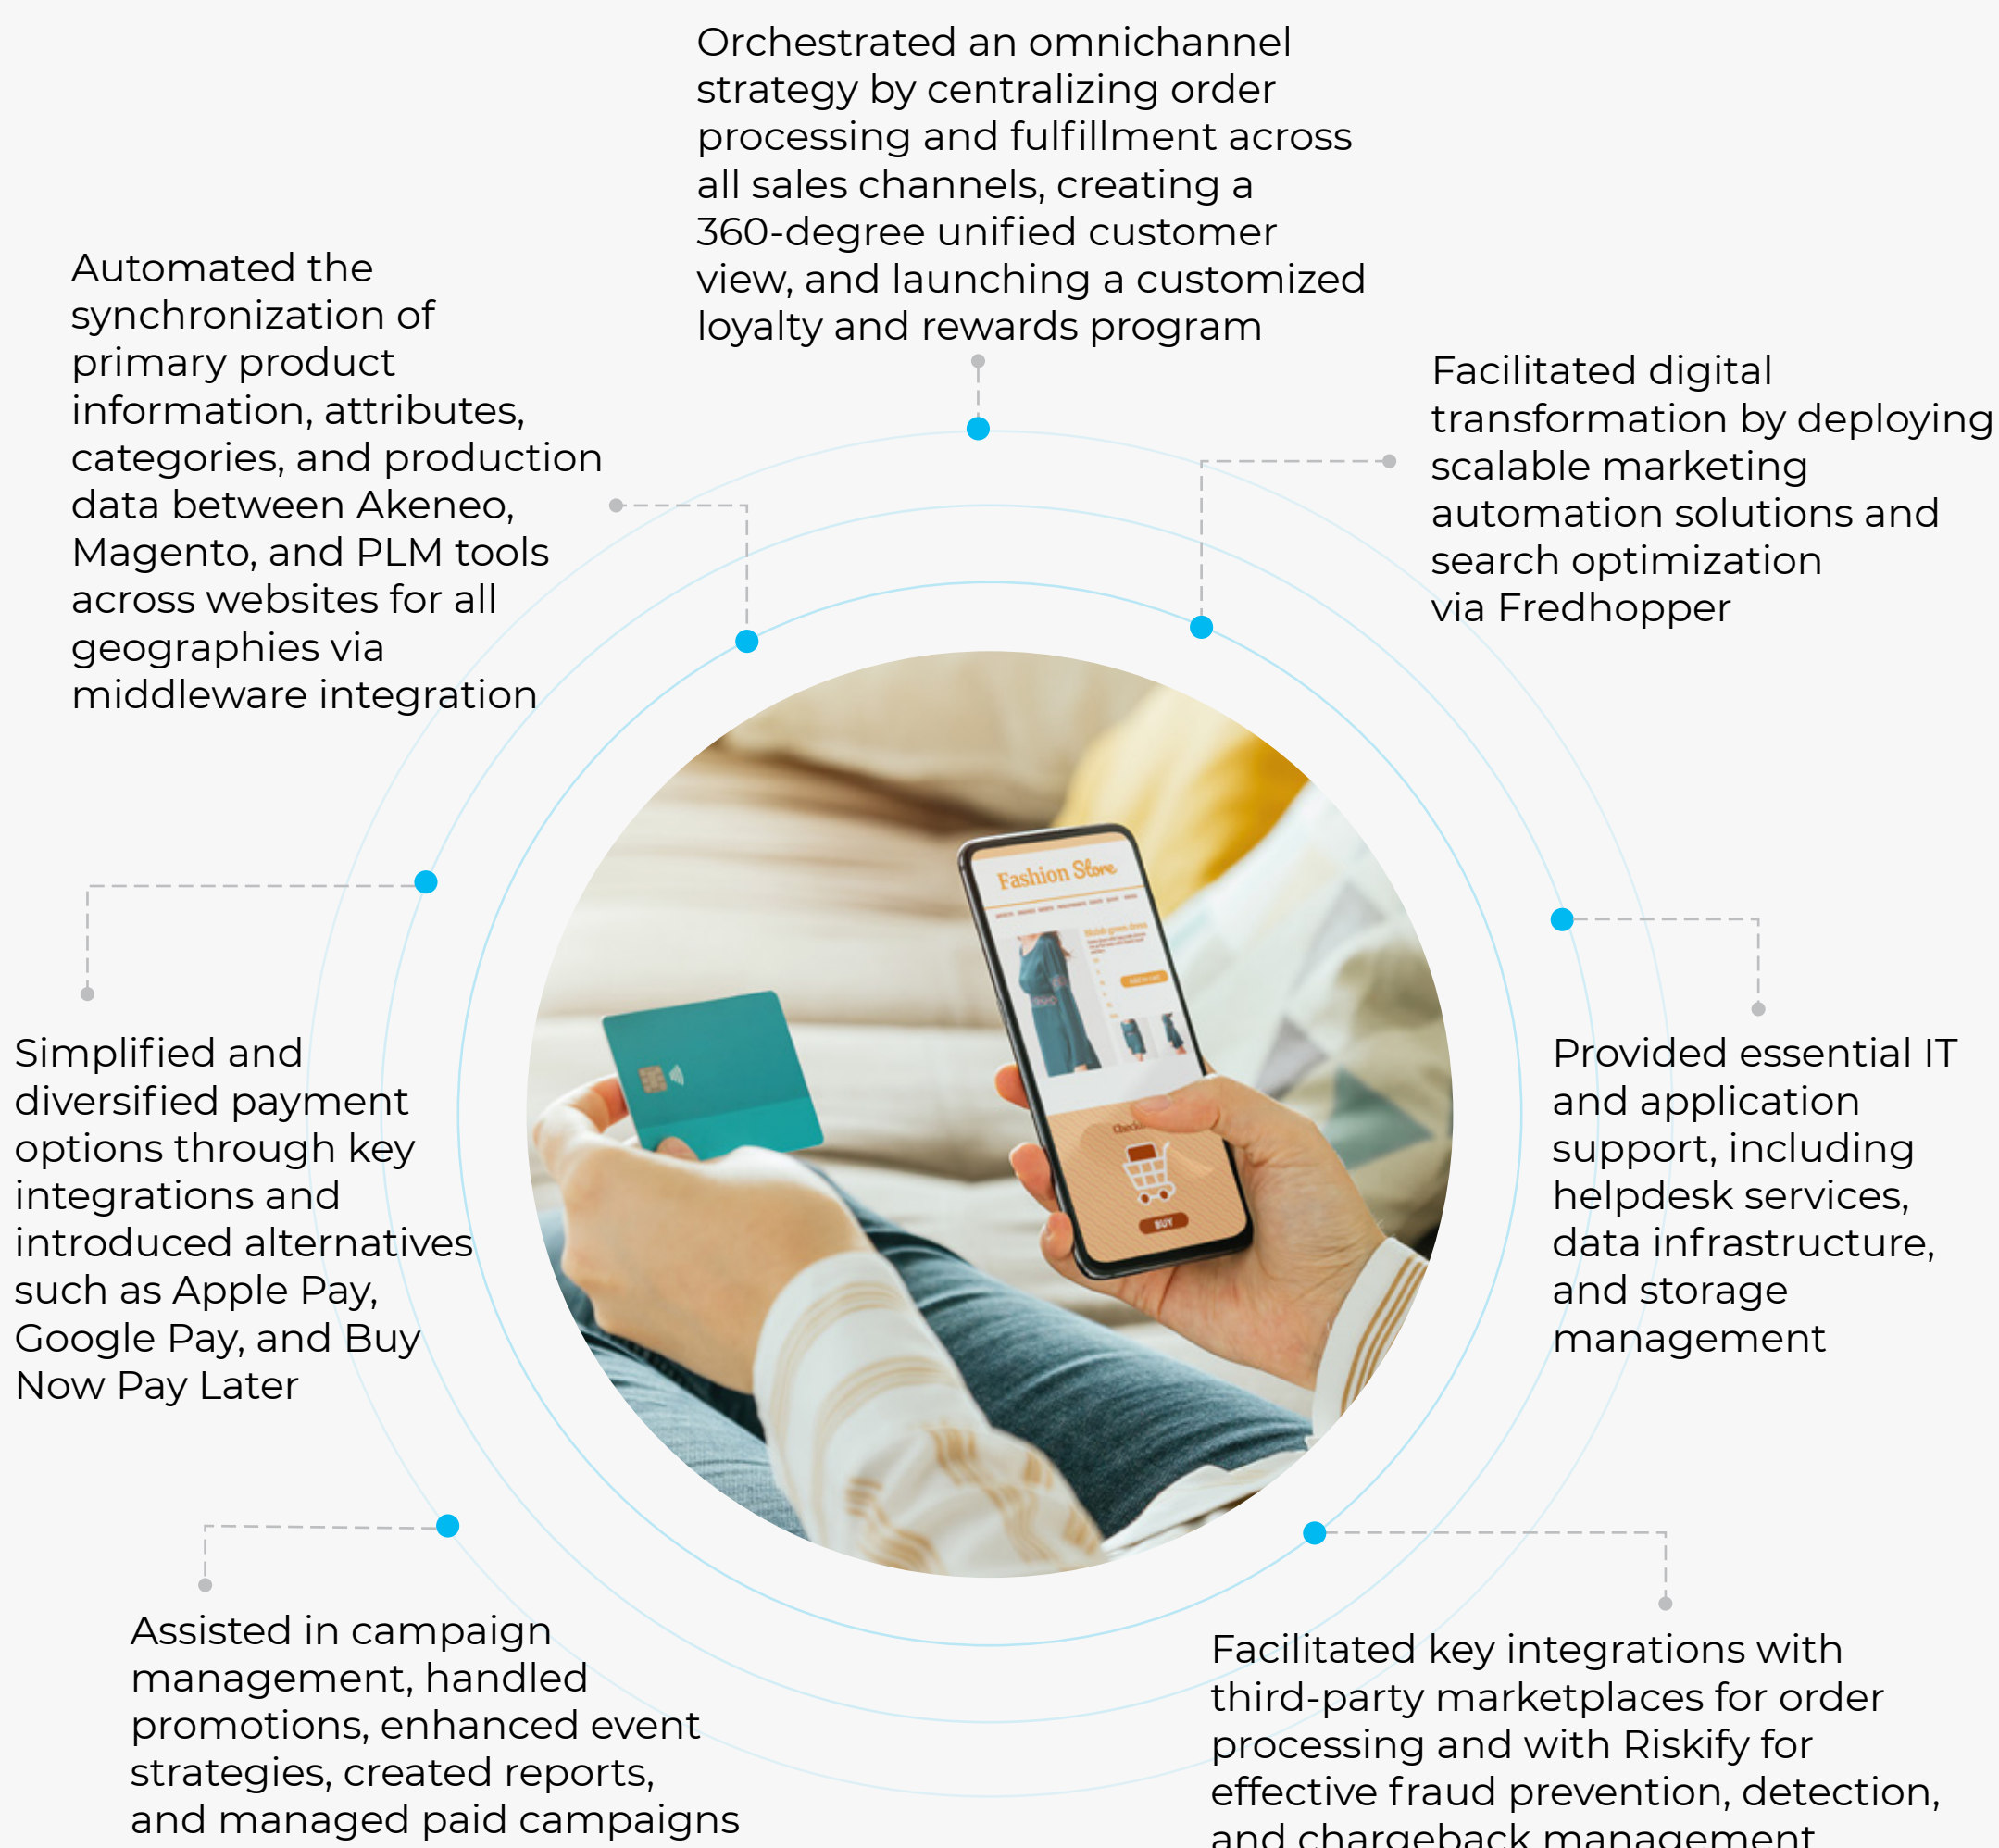 Orchestrated an omnichannel
strategy by centralizing order
processing and fulfillment across
all sales channels, creating a
360-degree unified customer
view, and launching a customized
loyalty and rewards program
Automated the
synchronization of
primary product
information, attributes,
categories, and production
data between Akeneo,
Magento, and PLM tools
across websites for all
geographies via
middleware integration
Facilitated digital
transformation by deploying
scalable marketing
automation solutions and
search optimization
via Fredhopper
Fashion Store
BUY
Simplified and
diversified payment
options through key
integrations and
introduced alternatives
such as Apple Pay,
Google Pay, and Buy
Now Pay Later
Provided essential IT
and application
support, including
helpdesk services,
data infrastructure,
and storage
management
Assisted in campaign
management, handled
promotions, enhanced event
strategies, created reports,
and managed paid campaigns
Facilitated key integrations with
third-party marketplaces for order
processing and with Riskify for
effective fraud prevention, detection,
and chargeback management